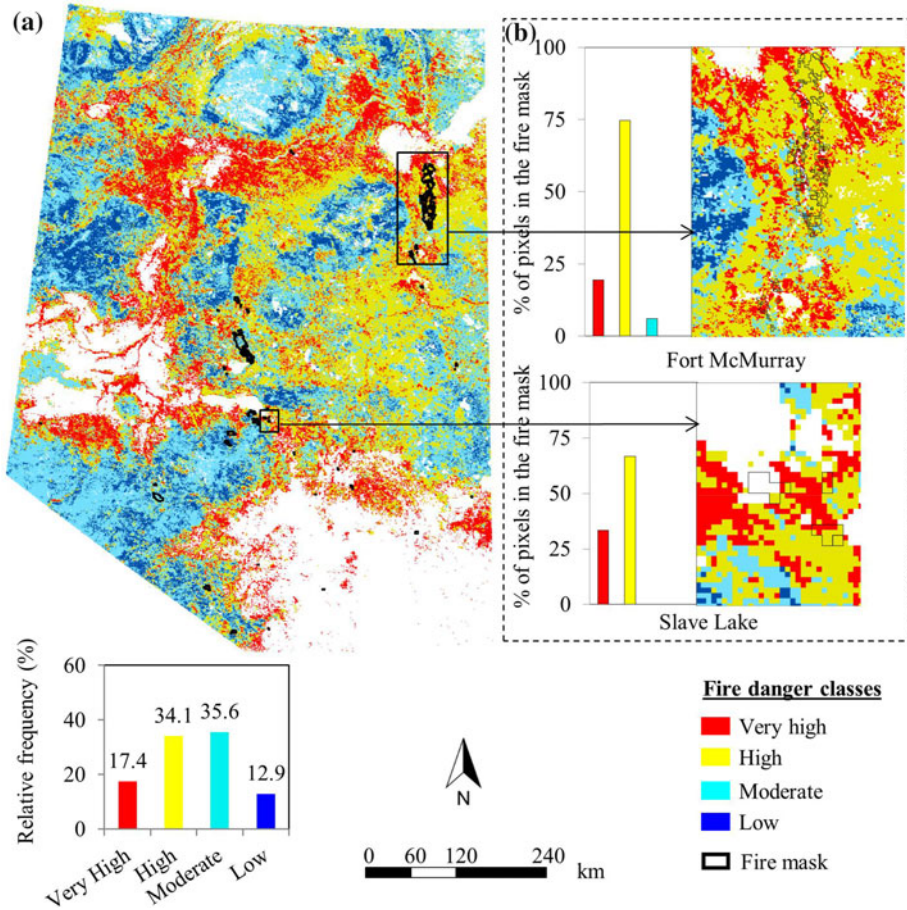 (a)
(b)
% of pixels in the fire mask
100
75
50
25
0
Fort McMurray
% of pixels in the fire mask
100
75
50
25
0
Slave Lake
Relative frequency (%)
60
40
20
0
17.4
34.1
35.6
12.9
Very High
High
Moderate
Low
N
0 60 120 240
km
Fire danger classes
Very high
High
Moderate
Low
Fire mask